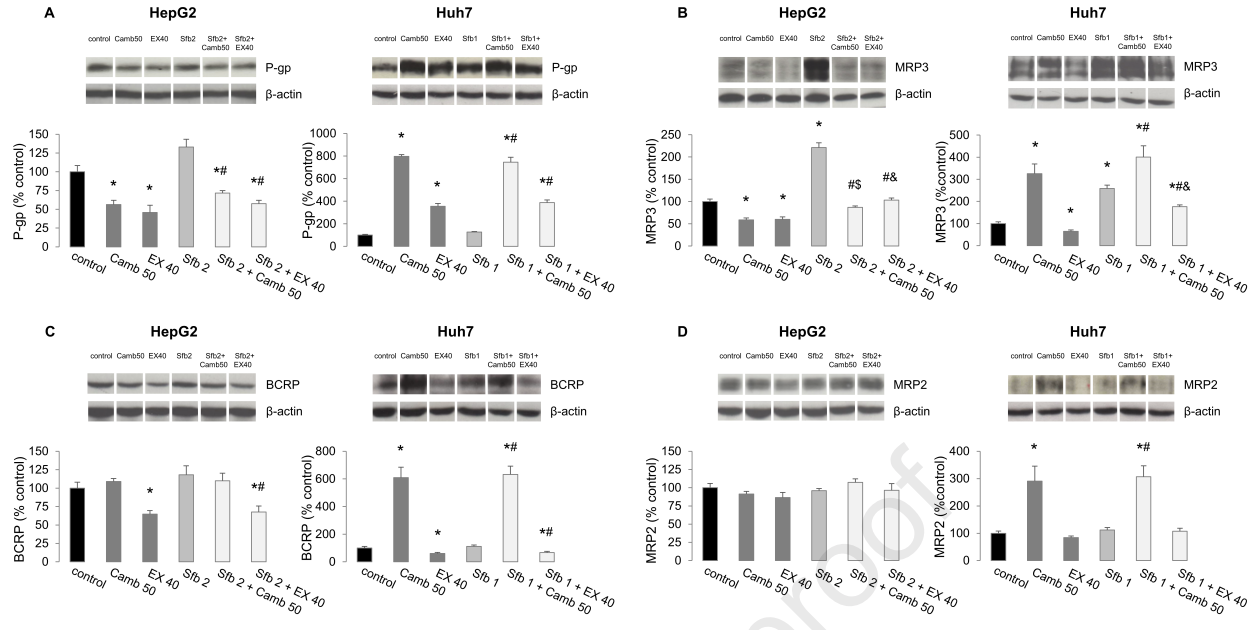 A
HepG2
Huh7
control Camb50 EX40 Sfb2 Sfb2+ Camb50 Sfb2+ EX40
P-gp
β-actin
control Camb50 EX40 Sfb1 Sfb1+ Camb50 Sfb1+ EX40
P-gp
β-actin
P-gp (% control)
150
125
100
75
50
25
0
* * *# *#
control Camb 50 EX 40 Sfb 2 Sfb 2 + Camb 50 Sfb 2 + EX 40
P-gp (% control)
1000
800
600
400
200
0
* * *# *#
control Camb 50 EX 40 Sfb 1 Sfb 1 + Camb 50 Sfb 1 + EX 40
B
HepG2
Huh7
control Camb50 EX40 Sfb2 Sfb2+ Camb50 Sfb2+ EX40
MRP3
β-actin
control Camb50 EX40 Sfb1 Sfb1+ Camb50 Sfb1+ EX40
MRP3
β-actin
MRP3 (% control)
250
200
150
100
50
0
* * * #$ #&
control Camb 50 EX 40 Sfb 2 Sfb 2 + Camb 50 Sfb 2 + EX 40
MRP3 (%control)
500
400
300
200
100
0
* * * *# *#&
control Camb 50 EX 40 Sfb 1 Sfb 1 + Camb 50 Sfb 1 + EX 40
C
HepG2
Huh7
control Camb50 EX40 Sfb2 Sfb2+ Camb50 Sfb2+ EX40
BCRP
β-actin
control Camb50 EX40 Sfb1 Sfb1+ Camb50 Sfb1+ EX40
BCRP
β-actin
BCRP (% control)
150
125
100
75
50
25
0
* *#
control Camb 50 EX 40 Sfb 2 Sfb 2 + Camb 50 Sfb 2 + EX 40
BCRP (% control)
800
600
400
200
0
* * *# *#
control Camb 50 EX 40 Sfb 1 Sfb 1 + Camb 50 Sfb 1 + EX 40
D
HepG2
Huh7
control Camb50 EX40 Sfb2 Sfb2+ Camb50 Sfb2+ EX40
MRP2
β-actin
control Camb50 EX40 Sfb1 Sfb1+ Camb50 Sfb1+ EX40
MRP2
β-actin
MRP2 (% control)
150
125
100
75
50
25
0
control Camb 50 EX 40 Sfb 2 Sfb 2 + Camb 50 Sfb 2 + EX 40
MRP2 (%control)
400
300
200
100
0
* *#
control Camb 50 EX 40 Sfb 1 Sfb 1 + Camb 50 Sfb 1 + EX 40
proof